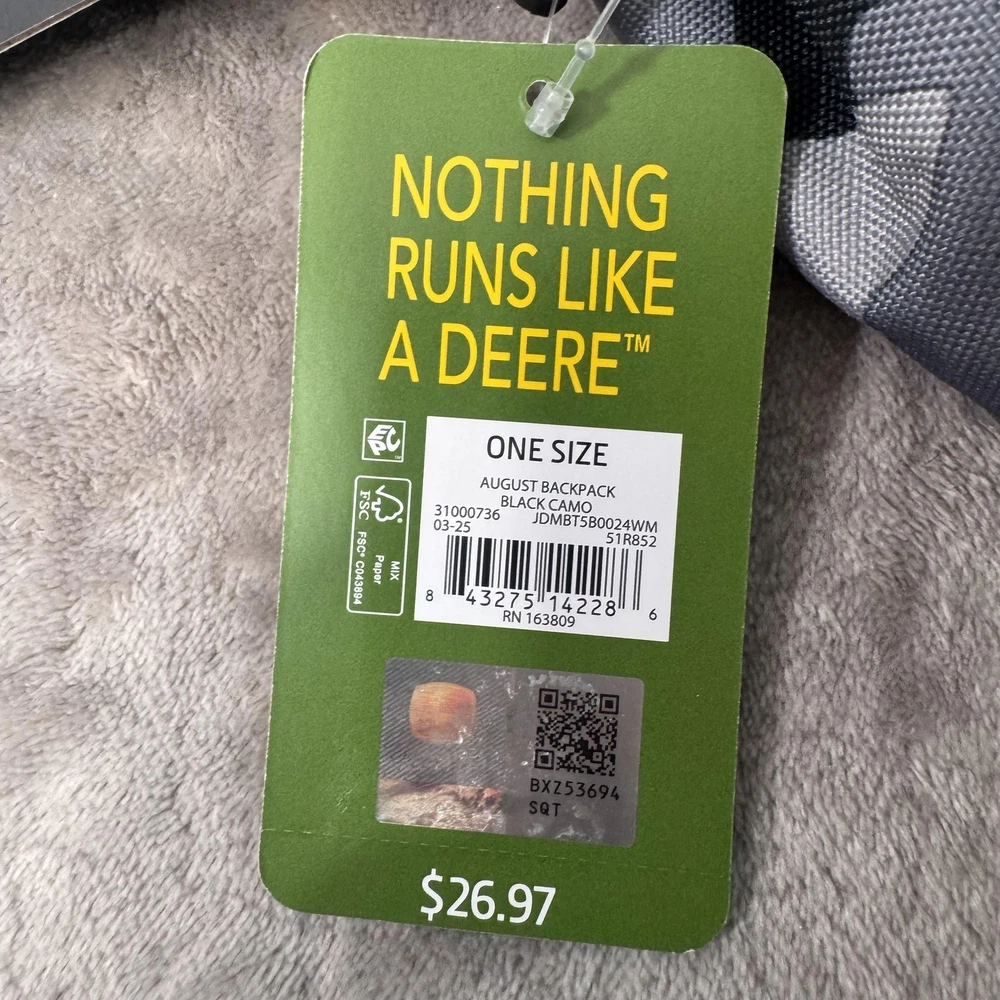 NOTHING
RUNS LIKE
A DEERE™
EPC™
ONE SIZE
AUGUST BACKPACK
BLACK CAMO
31000736 JDMBT5B0024WM
03-25 51R852
8 43275 14228 6
RN 163809
FSC
MIX
Paper
FSC® C043894
BXZ53694
SQT
$26.97